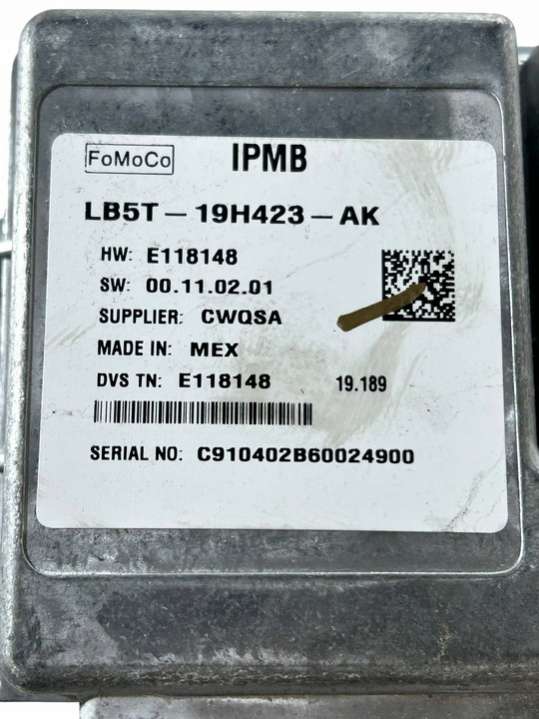 FoMoCo IPMB
LB5T-19H423-AK
HW: E118148
SW: 00.11.02.01
SUPPLIER: CWQSA
MADE IN: MEX
DVS TN: E118148 19.189
SERIAL NO: C910402B60024900